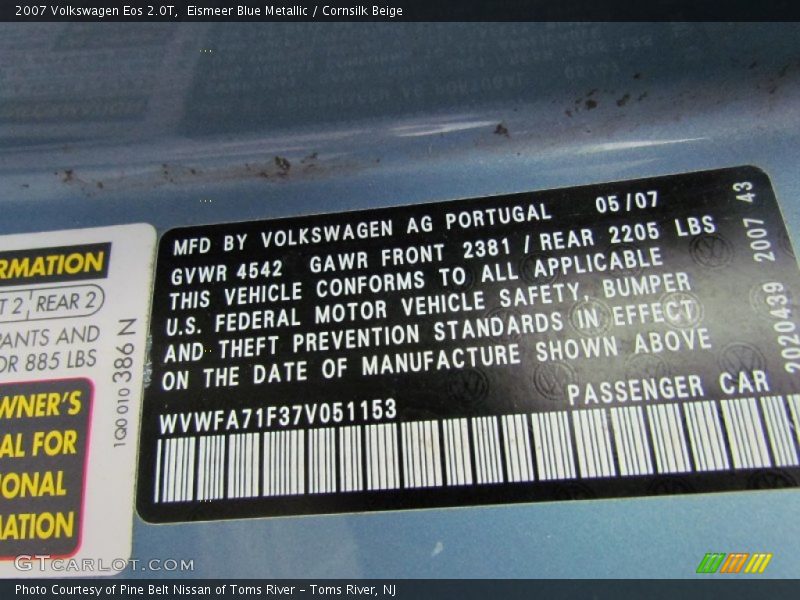 2007 Volkswagen Eos 2.0T,  Eismeer Blue Metallic / Cornsilk Beige
RMATION
T 2 REAR 2
PANTS AND
OR 885 LBS
WNER'S
AL FOR
IONAL
MATION
1Q0 010 386 N
MFD BY VOLKSWAGEN AG PORTUGAL 05/07
GVWR 4542 GAWR FRONT 2381 / REAR 2205 LBS
THIS VEHICLE CONFORMS TO ALL APPLICABLE
U.S. FEDERAL MOTOR VEHICLE SAFETY, BUMPER
AND THEFT PREVENTION STANDARDS IN EFFECT
ON THE DATE OF MANUFACTURE SHOWN ABOVE
WVWFA71F37V051153 PASSENGER CAR
2020439 2007 43
GTCARLOT.COM
Photo Courtesy of Pine Belt Nissan of Toms River – Toms River, NJ